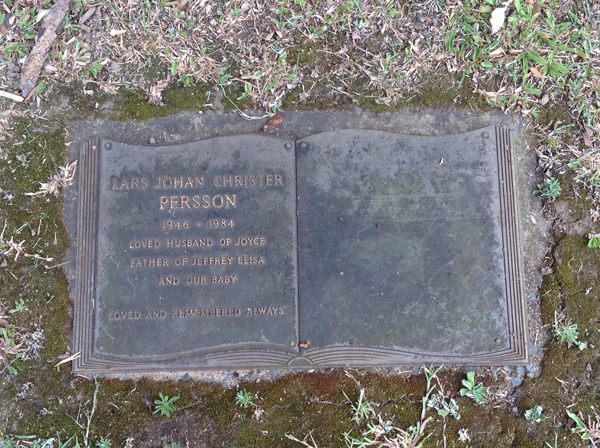 LARS JOHAN CHRISTER
PERSSON
1946 - 1984
LOVED HUSBAND OF JOYCE
FATHER OF JEFFREY ELISA
AND OUR BABY
LOVED AND REMEMBERED ALWAYS